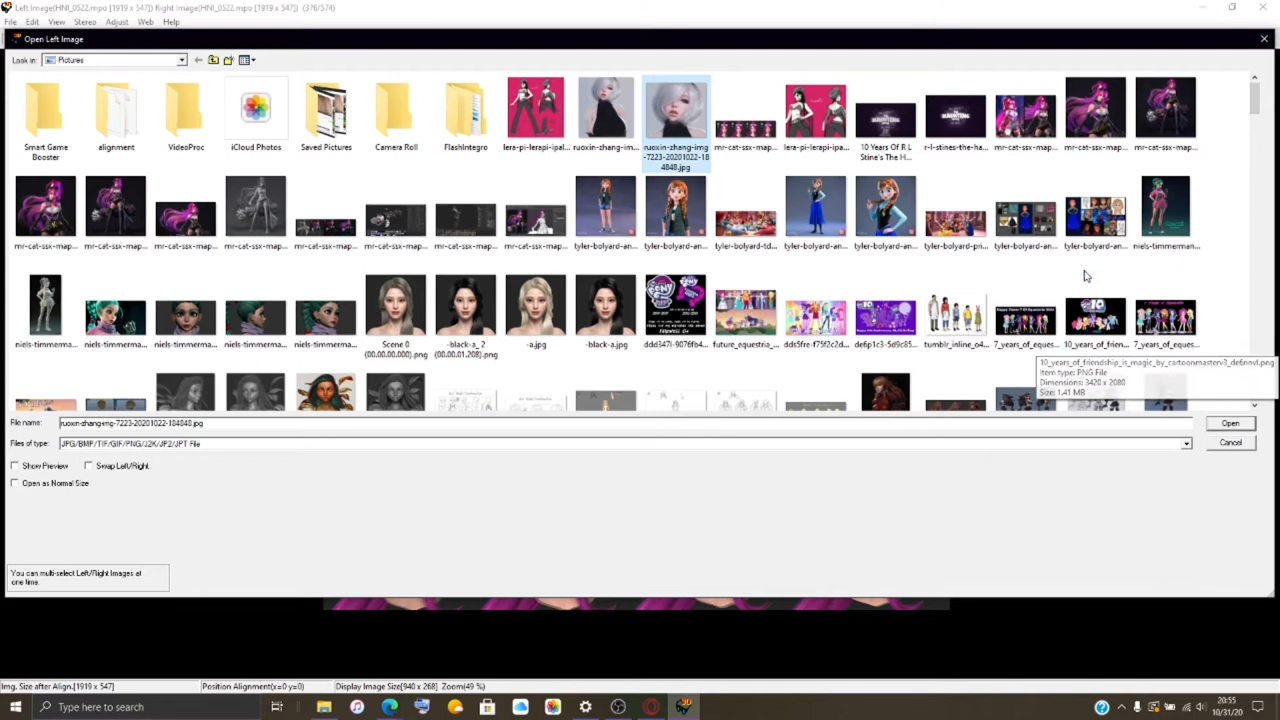 Left Image(HNI_0522.mpo [1919 x 547]) Right Image(HNI_0522.mpo [1919 x 547]) (376/574)
File Edit View Stereo Adjust Web Help
Open Left Image
Look in: Pictures
Smart Game Booster
alignment
VideoProc
iCloud Photos
Saved Pictures
Camera Roll
FlashIntegro
lera-pi-lerapi-ipal...
ruoxin-zhang-im...
ruoxin-zhang-img
-7223-20201022-18
4848.jpg
mr-cat-ssx-map...
lera-pi-lerapi-ipa...
10 Years Of R L
Stine's The H...
r-l-stines-the-ha...
mr-cat-ssx-map...
mr-cat-ssx-map...
mr-cat-ssx-map...
mr-cat-ssx-map...
mr-cat-ssx-map...
mr-cat-ssx-map...
mr-cat-ssx-map...
mr-cat-ssx-map...
mr-cat-ssx-map...
mr-cat-ssx-map...
mr-cat-ssx-map...
tyler-bolyard-an...
tyler-bolyard-an...
tyler-bolyard-td...
tyler-bolyard-an...
tyler-bolyard-an...
tyler-bolyard-pri...
tyler-bolyard-an...
tyler-bolyard-an...
niels-timmerman...
niels-timmerma...
niels-timmerma...
niels-timmerma...
niels-timmerma...
niels-timmerma...
Scene 0
(00.00.00.000).png
-black-a_ 2
(00.00.01.208).png
-a.jpg
-black-a.jpg
ddd347l-9076fb4...
future_equestria_...
dds5fre-f75f2c2d...
de6p1c3-5d9c85...
tumblr_inline_o4...
7_years_of_eques...
10_years_of_frien...
7_years_of_eques...
10_years_of_friendship_is_magic_by_cartoonmasterv3_de6nnvl.png
Item type: PNG File
Dimensions: 3420 x 2080
Size: 1.41 MB
File name: ruoxin-zhang-img-7223-20201022-184848.jpg
Open
Files of type: JPG/BMP/TIF/GIF/PNG/J2K/JP2/JPT File
Cancel
Show Preview Swap Left/Right
Open as Normal Size
You can multi-select Left/Right Images at
one time.
Img. Size after Align.[1919 x 547] Position Alignment(x=0 y=0) Display Image Size[940 x 268] Zoom(49 %)
Type here to search
20:55
10/31/20